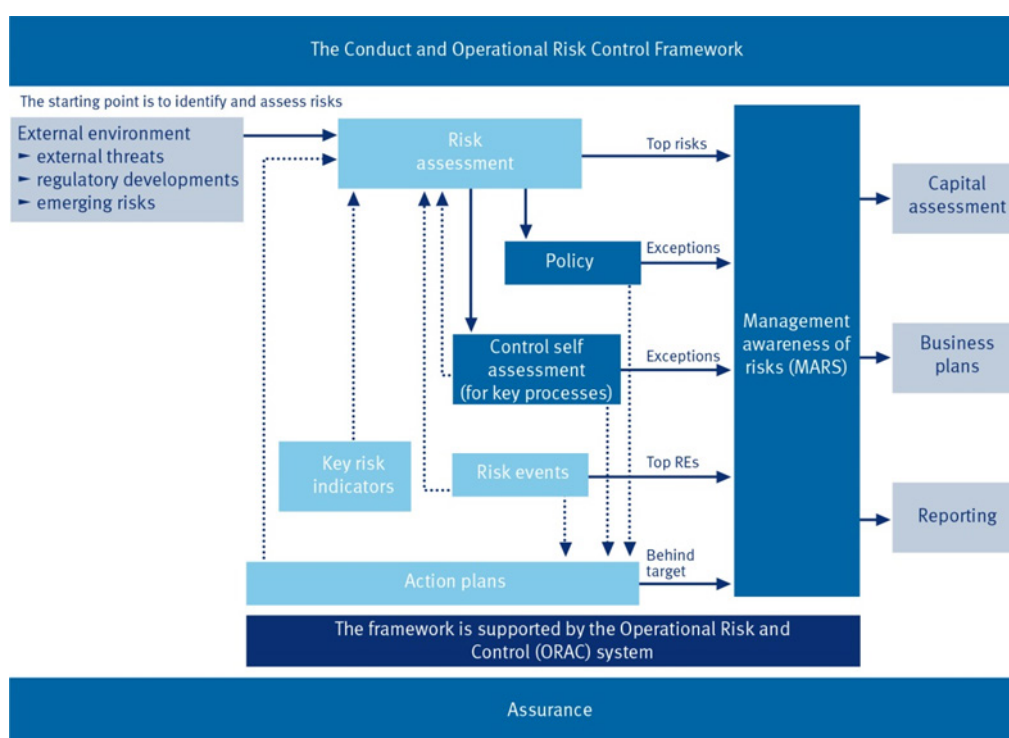 The Conduct and Operational Risk Control Framework
The starting point is to identify and assess risks
External environment
► external threats
► regulatory developments
► emerging risks
Risk
assessment
Top risks
Capital
assessment
Policy
Exceptions
Management
awareness of
risks (MARS)
Control self
assessment
(for key processes)
Exceptions
Business
plans
Key risk
indicators
Risk events
Top REs
Reporting
Action plans
Behind
target
The framework is supported by the Operational Risk and
Control (ORAC) system
Assurance